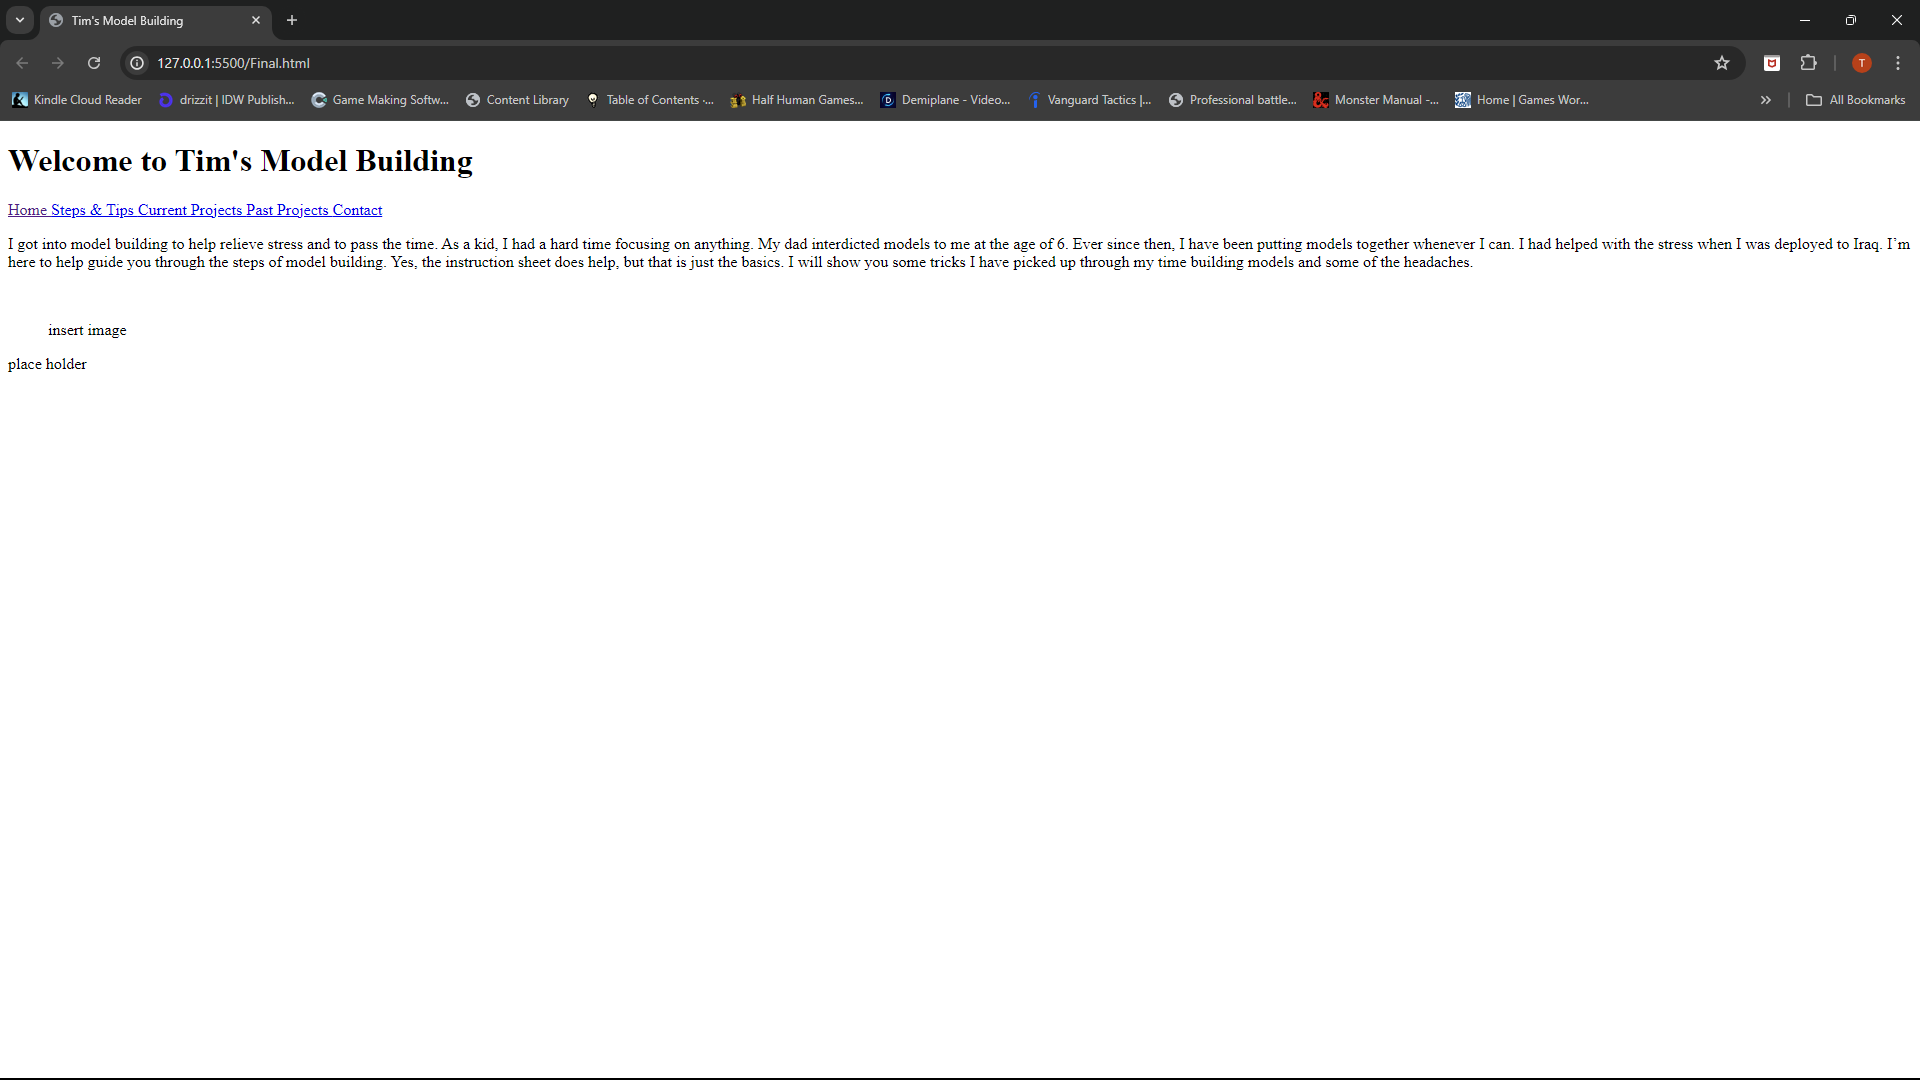 Tim's Model Building
127.0.0.1:5500/Final.html
Kindle Cloud Reader drizzit | IDW Publish... Game Making Softw... Content Library Table of Contents -... Half Human Games... Demiplane - Video... Vanguard Tactics |... Professional battle... Monster Manual -... Home | Games Wor... All Bookmarks
T
Welcome to Tim's Model Building
Home Steps & Tips Current Projects Past Projects Contact
I got into model building to help relieve stress and to pass the time. As a kid, I had a hard time focusing on anything. My dad interdicted models to me at the age of 6. Ever since then, I have been putting models together whenever I can. I had helped with the stress when I was deployed to Iraq. I’m
here to help guide you through the steps of model building. Yes, the instruction sheet does help, but that is just the basics. I will show you some tricks I have picked up through my time building models and some of the headaches.
insert image
place holder